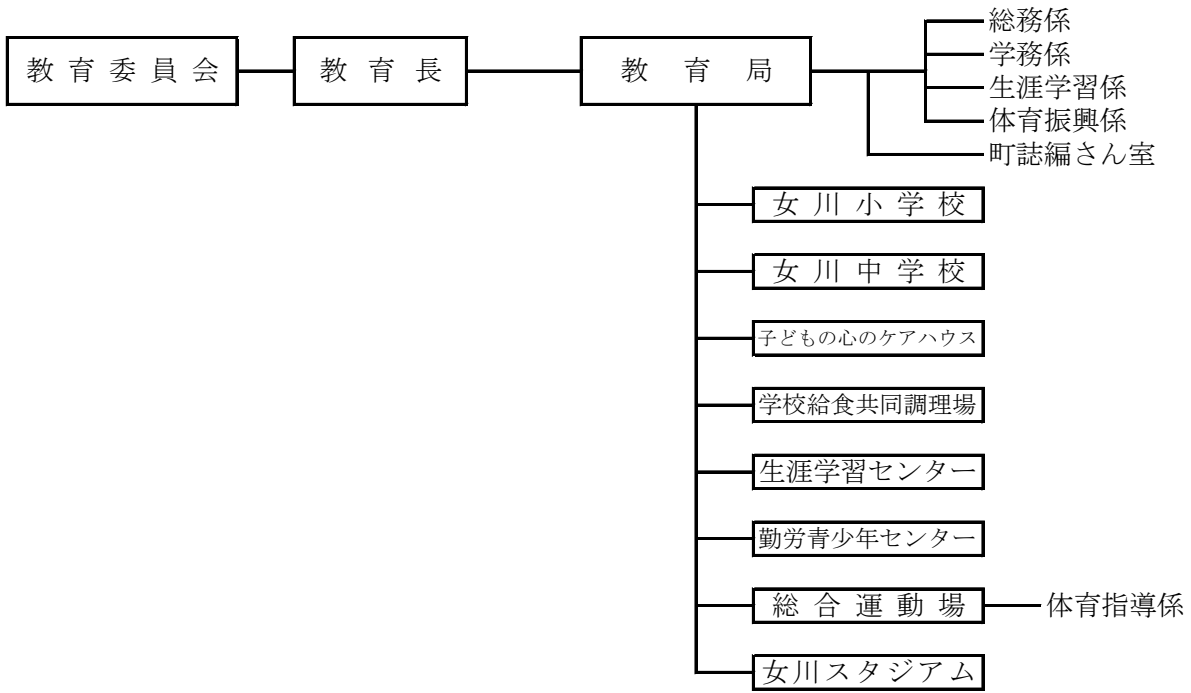 総務係
学務係
生涯学習係
体育振興係
町誌編さん室
教育委員会
教育長
教育局
女川小学校
女川中学校
子どもの心のケアハウス
学校給食共同調理場
生涯学習センター
勤労青少年センター
総合運動場
体育指導係
女川スタジアム